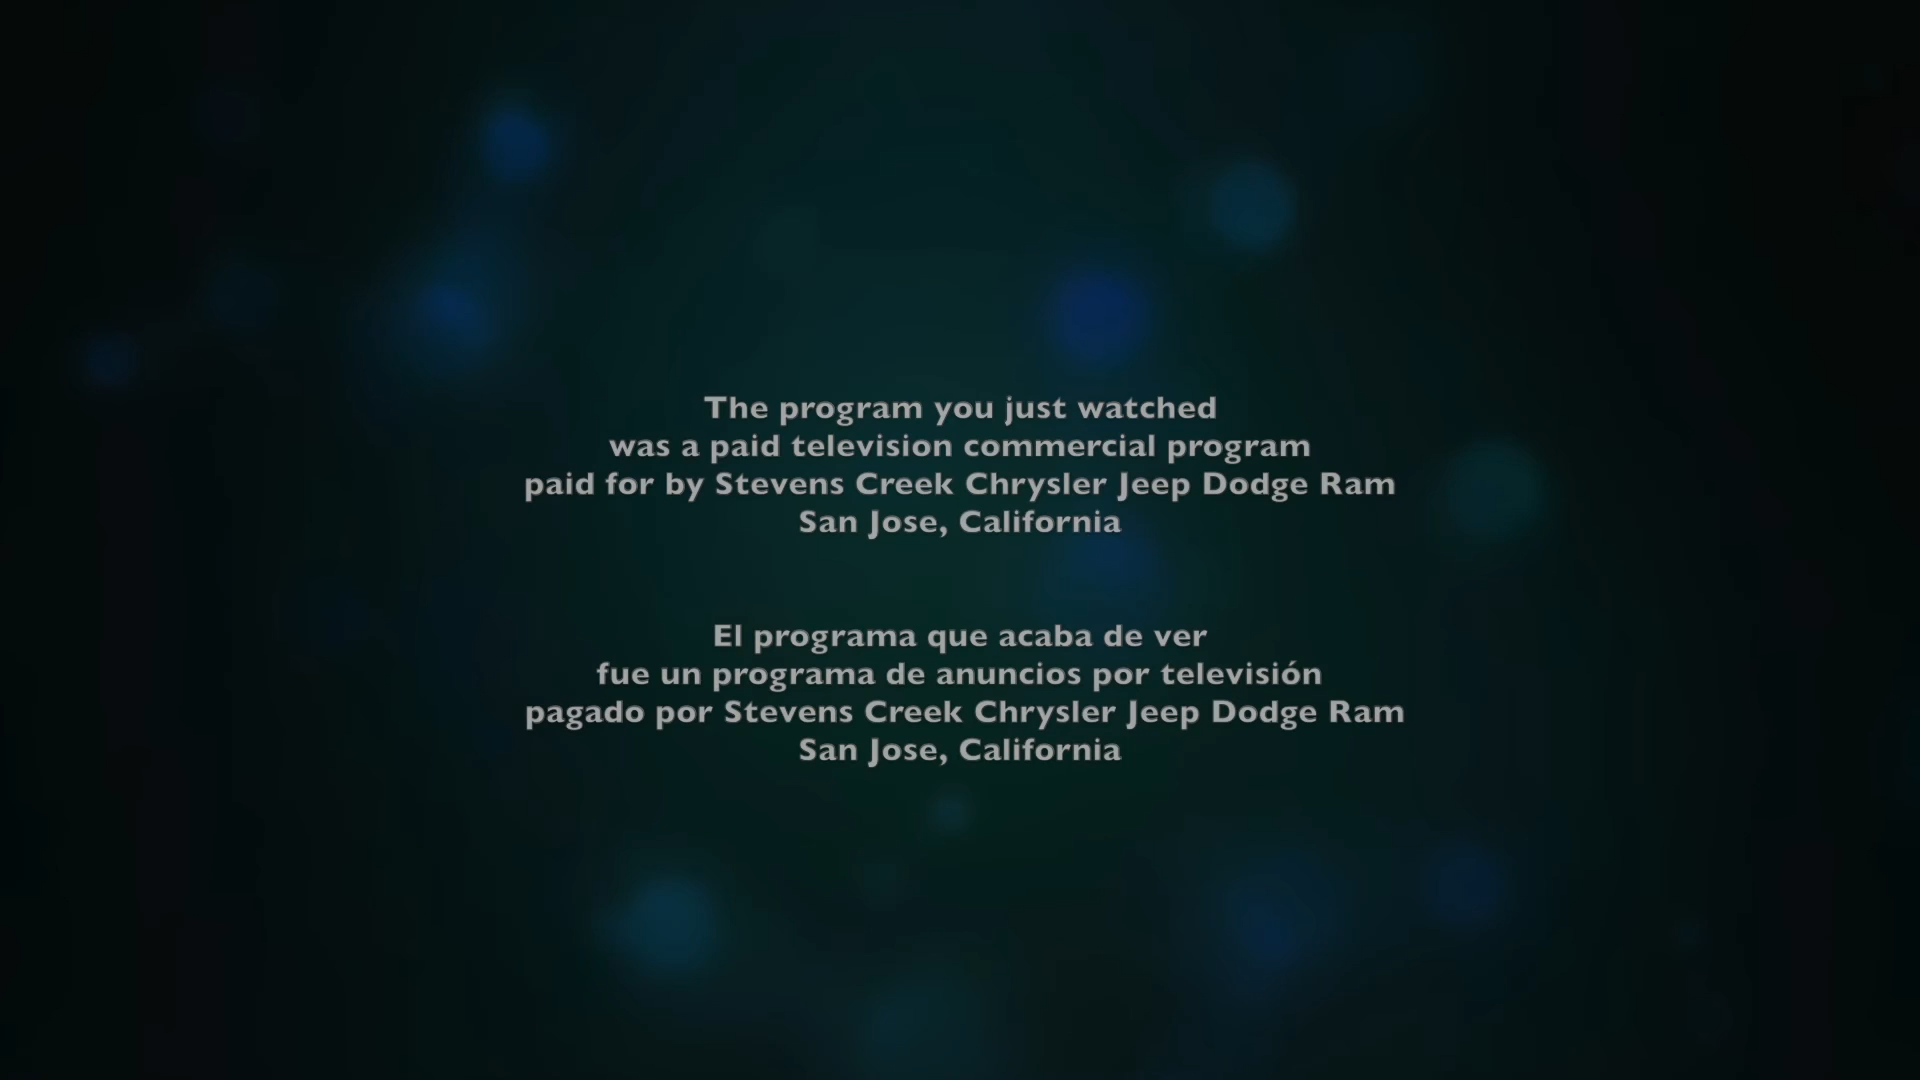 The program you just watched
was a paid television commercial program
paid for by Stevens Creek Chrysler Jeep Dodge Ram
San Jose, California
El programa que acaba de ver
fue un programa de anuncios por televisión
pagado por Stevens Creek Chrysler Jeep Dodge Ram
San Jose, California